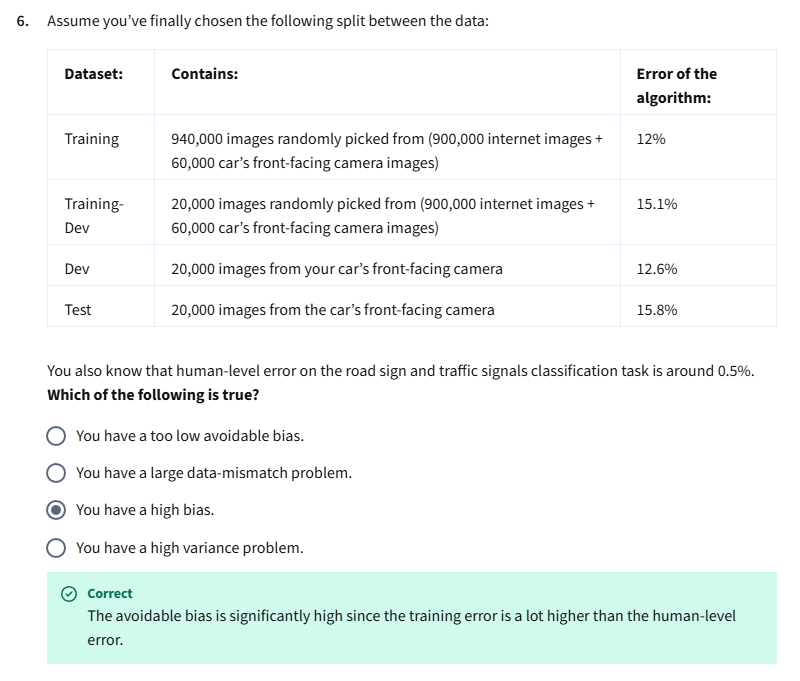 6. Assume you've finally chosen the following split between the data:
Dataset: Contains: Error of the
algorithm:
Training 940,000 images randomly picked from (900,000 internet images + 12%
60,000 car's front-facing camera images)
Training- 20,000 images randomly picked from (900,000 internet images + 15.1%
Dev 60,000 car's front-facing camera images)
Dev 20,000 images from your car's front-facing camera 12.6%
Test 20,000 images from the car's front-facing camera 15.8%
You also know that human-level error on the road sign and traffic signals classification task is around 0.5%.
Which of the following is true?
You have a too low avoidable bias.
You have a large data-mismatch problem.
You have a high bias.
You have a high variance problem.
Correct
The avoidable bias is significantly high since the training error is a lot higher than the human-level
error.